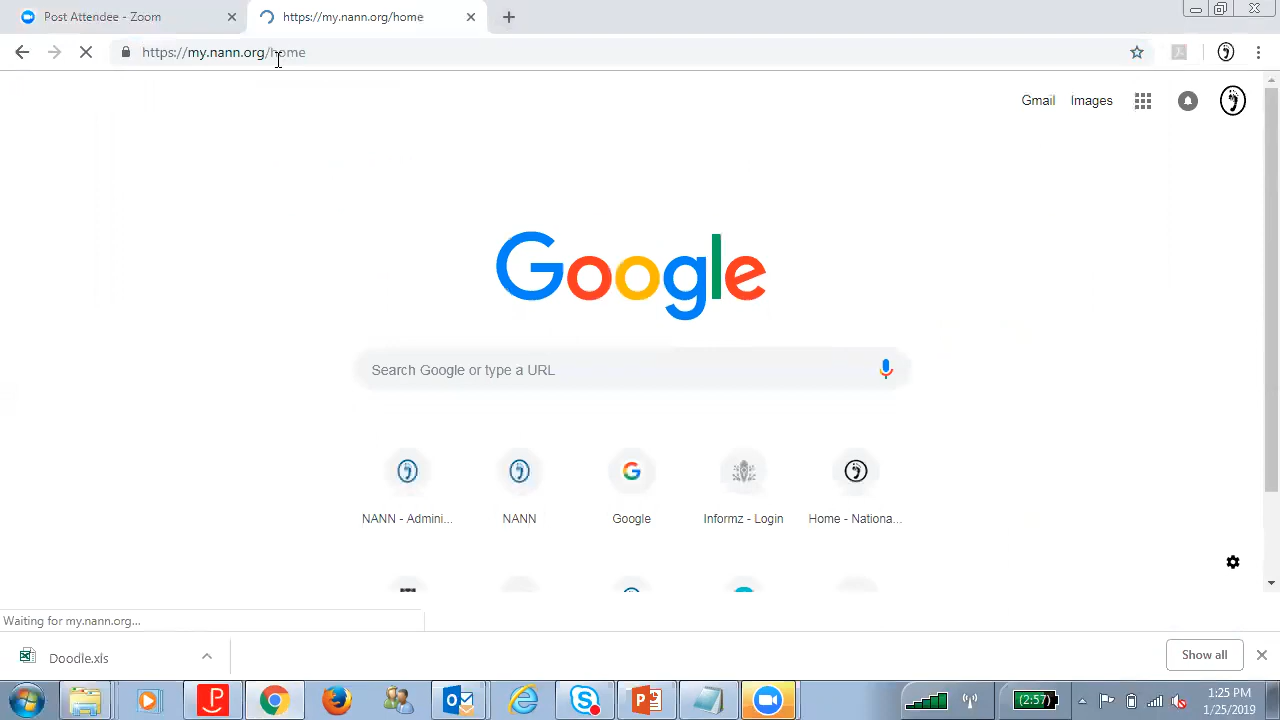 Post Attendee - Zoom
https://my.nann.org/home
https://my.nann.org/home
Gmail Images
Google
Search Google or type a URL
NANN - Admini...
NANN
Google
Informz - Login
Home - Nationa...
Waiting for my.nann.org...
Doodle.xls
Show all
(2:57)
1:25 PM
1/25/2019